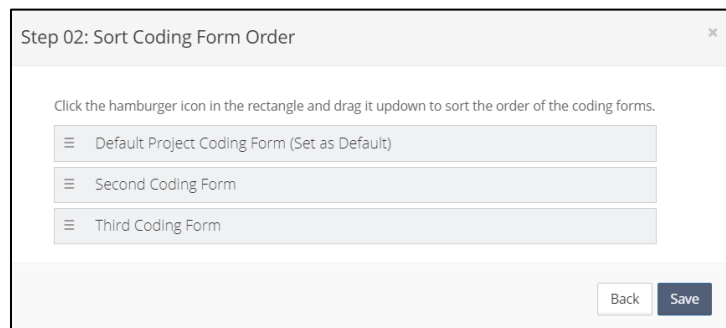 Step 02: Sort Coding Form Order
Click the hamburger icon in the rectangle and drag it updown to sort the order of the coding forms.
Default Project Coding Form (Set as Default)
Second Coding Form
Third Coding Form
Back Save